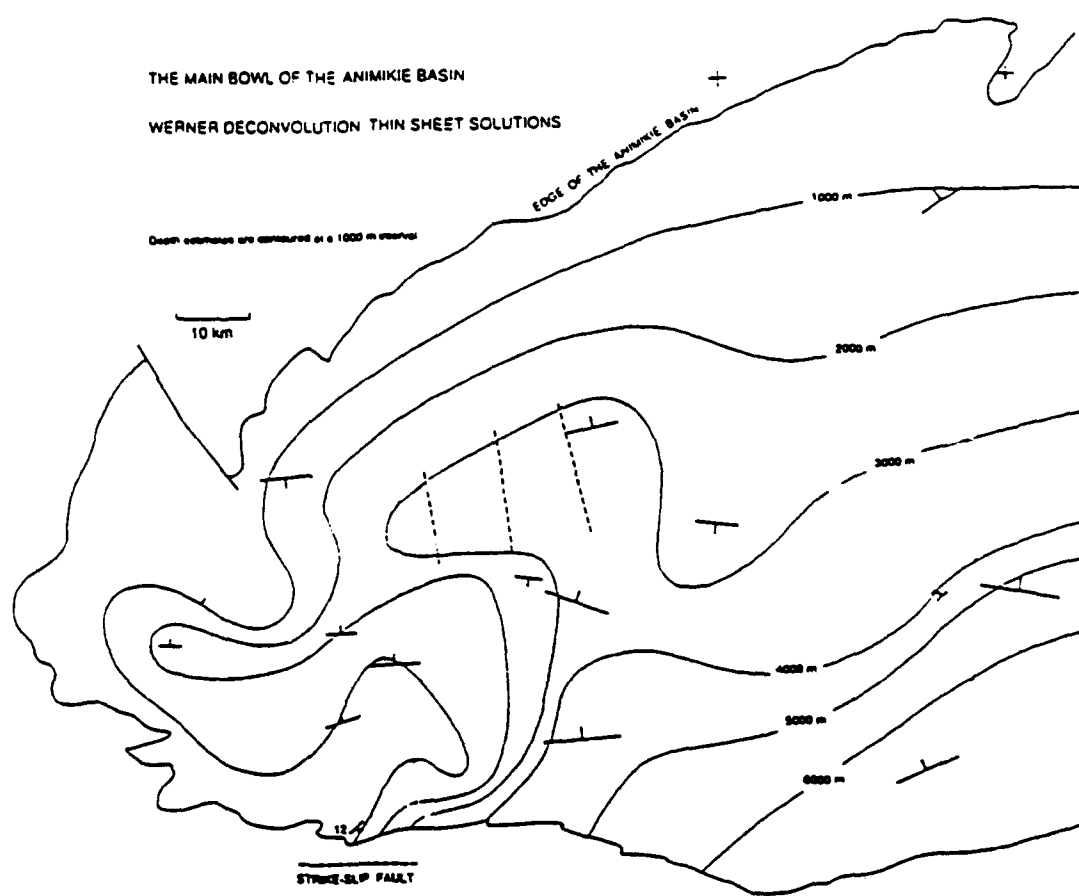 THE MAIN BOWL OF THE ANIMIKIE BASIN
WERNER DECONVOLUTION THIN SHEET SOLUTIONS
EDGE OF THE ANIMIKIE BASIN
Depth estimates are contoured at a 1000 m interval
10 km
1000 m
2000 m
3000 m
4000 m
5000 m
6000 m
12
STRIKE-SLIP FAULT